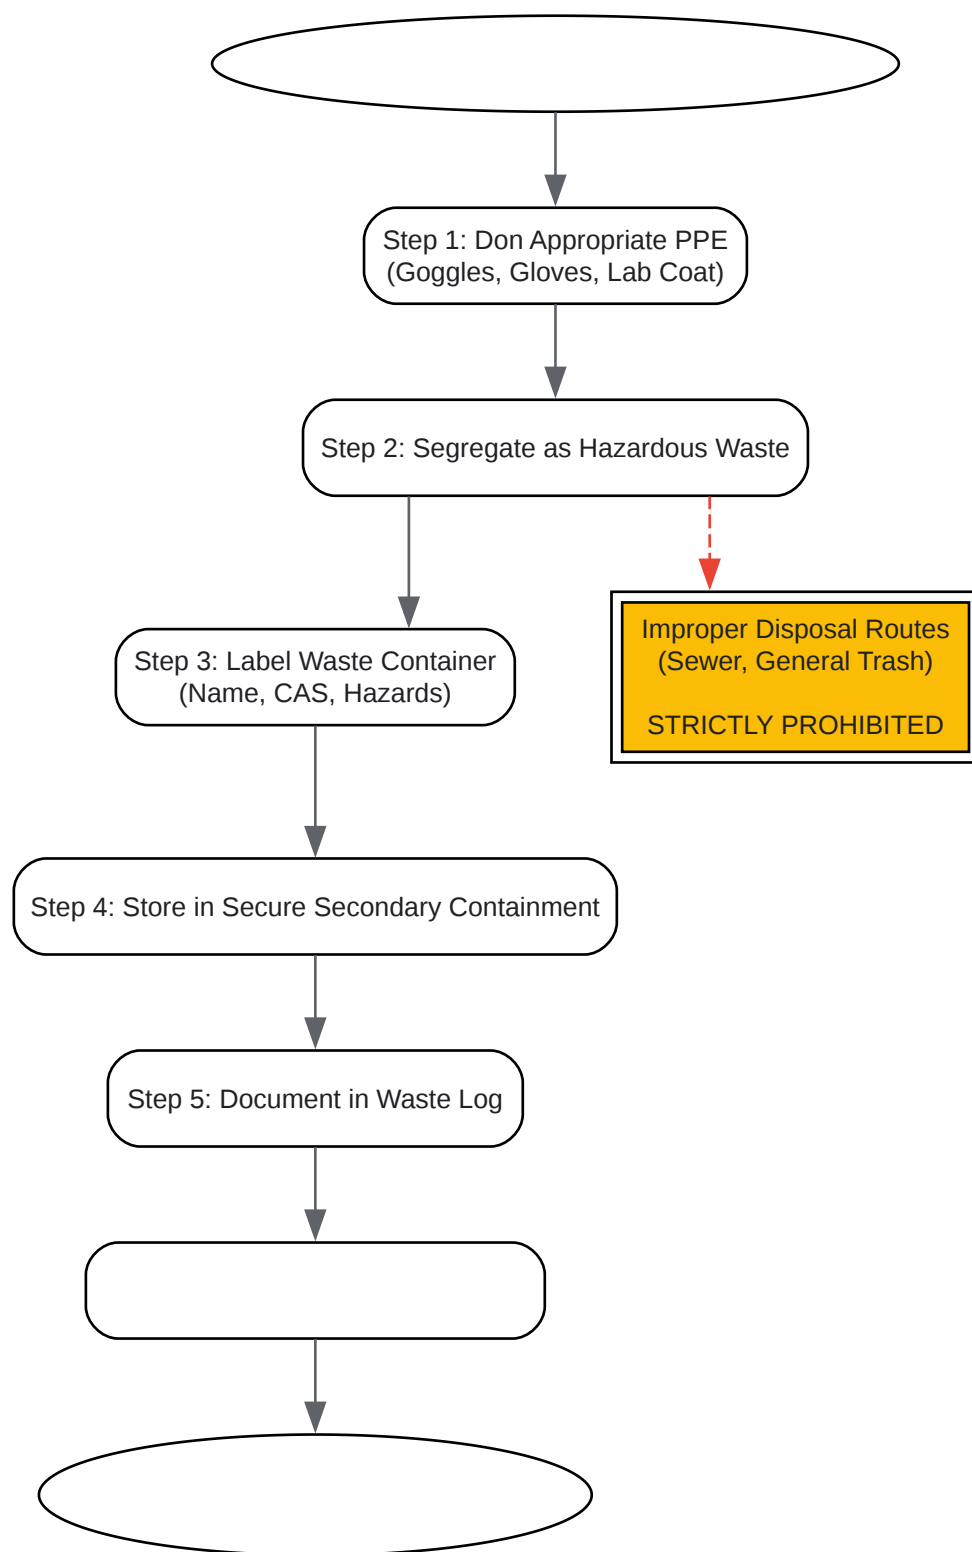 Step 1: Don Appropriate PPE
(Goggles, Gloves, Lab Coat)
Step 2: Segregate as Hazardous Waste
Improper Disposal Routes
(Sewer, General Trash)
STRICTLY PROHIBITED
Step 3: Label Waste Container
(Name, CAS, Hazards)
Step 4: Store in Secure Secondary Containment
Step 5: Document in Waste Log